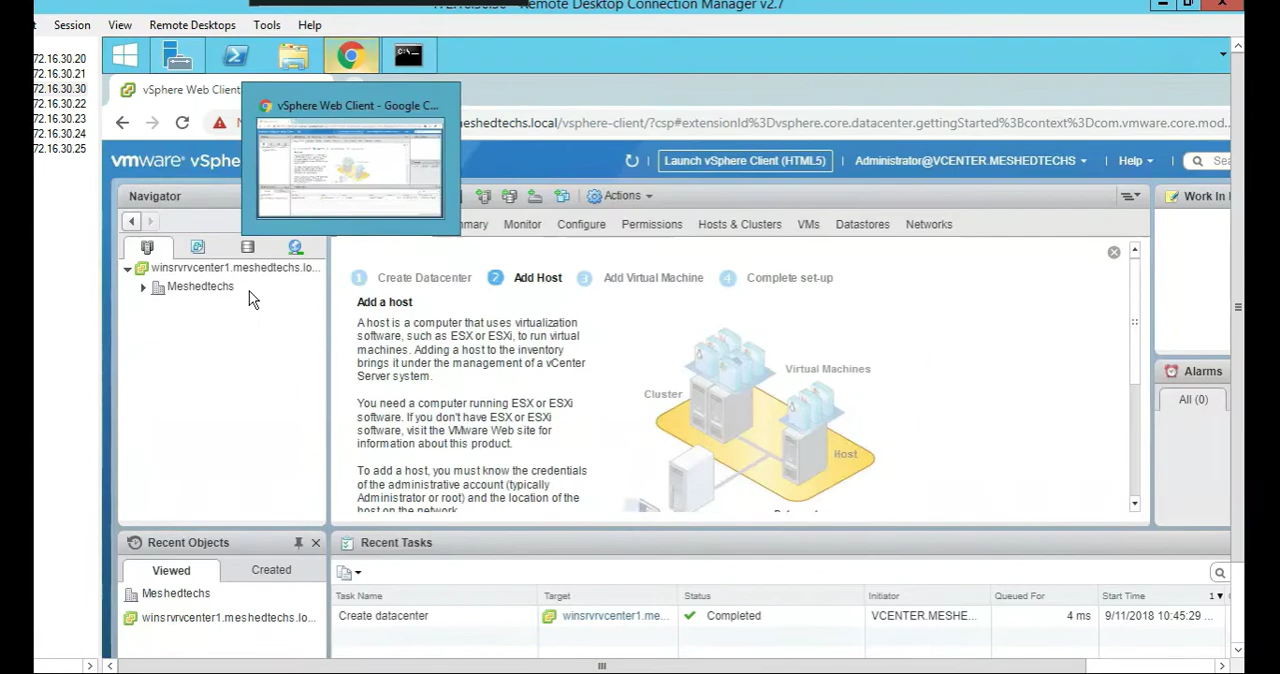 Remote Desktop Connection Manager v2.7
Session View Remote Desktops Tools Help
72.16.30.20
72.16.30.21
72.16.30.30
72.16.30.22
72.16.30.23
72.16.30.24
72.16.30.25
vSphere Web Client
vSphere Web Client - Google C...
meshedtechs.local/vsphere-client/?csp#extensionId%3Dvsphere.core.datacenter.gettingStarted%3Bcontext%3Dcom.vmware.core.mod...
vmware® vSphe
Launch vSphere Client (HTML5)
Administrator@VCENTER.MESHEDTECHS
Help
Sea
Navigator
Actions
Work In
mmary Monitor Configure Permissions Hosts & Clusters VMs Datastores Networks
winsrvrvcenter1.meshedtechs.lo...
Meshedtechs
1 Create Datacenter 2 Add Host 3 Add Virtual Machine 4 Complete set-up
Add a host
A host is a computer that uses virtualization
software, such as ESX or ESXi, to run virtual
machines. Adding a host to the inventory
brings it under the management of a vCenter
Server system.
You need a computer running ESX or ESXi
software. If you don't have ESX or ESXi
software, visit the VMware Web site for
information about this product.
To add a host, you must know the credentials
of the administrative account (typically
Administrator or root) and the location of the
host on the network.
Virtual Machines
Cluster
Host
Alarms
All (0)
Recent Objects
Viewed Created
Meshedtechs
winsrvrvcenter1.meshedtechs.lo...
Recent Tasks
Task Name Target Status Initiator Queued For Start Time 1
Create datacenter winsrvrvcenter1.me... Completed VCENTER.MESHE... 4 ms 9/11/2018 10:45:29 ...